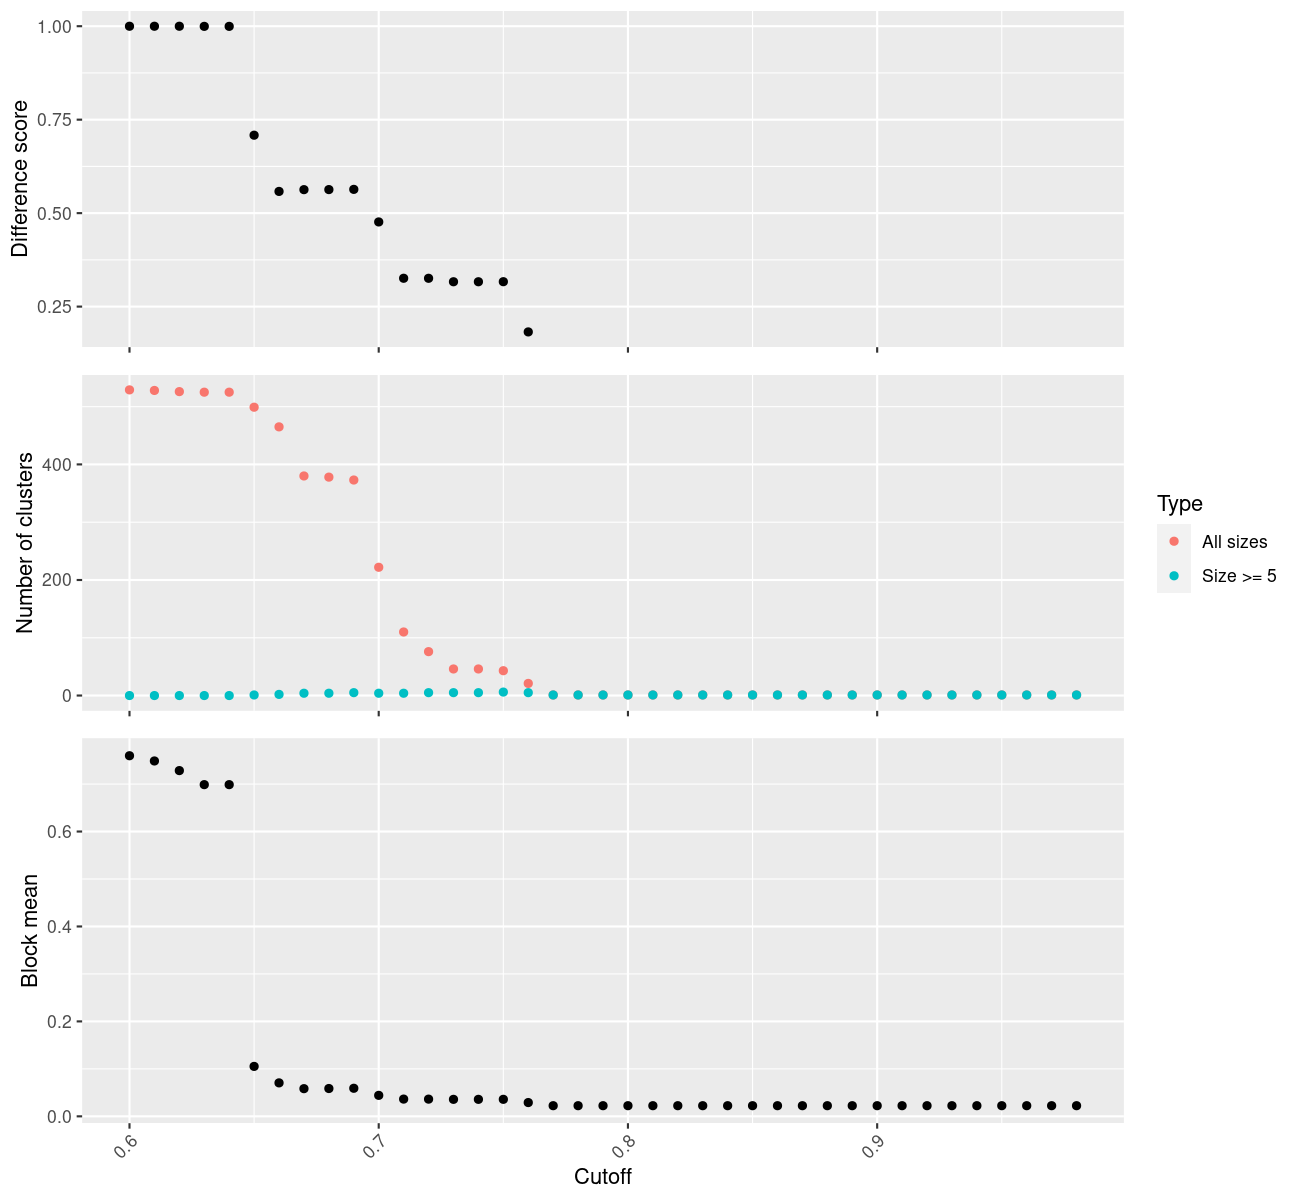 Difference score
1.00
0.75
0.50
0.25
Number of clusters
400
200
0
Type
All sizes
Size >= 5
Block mean
0.6
0.4
0.2
0.0
0.6
0.7
0.8
0.9
Cutoff